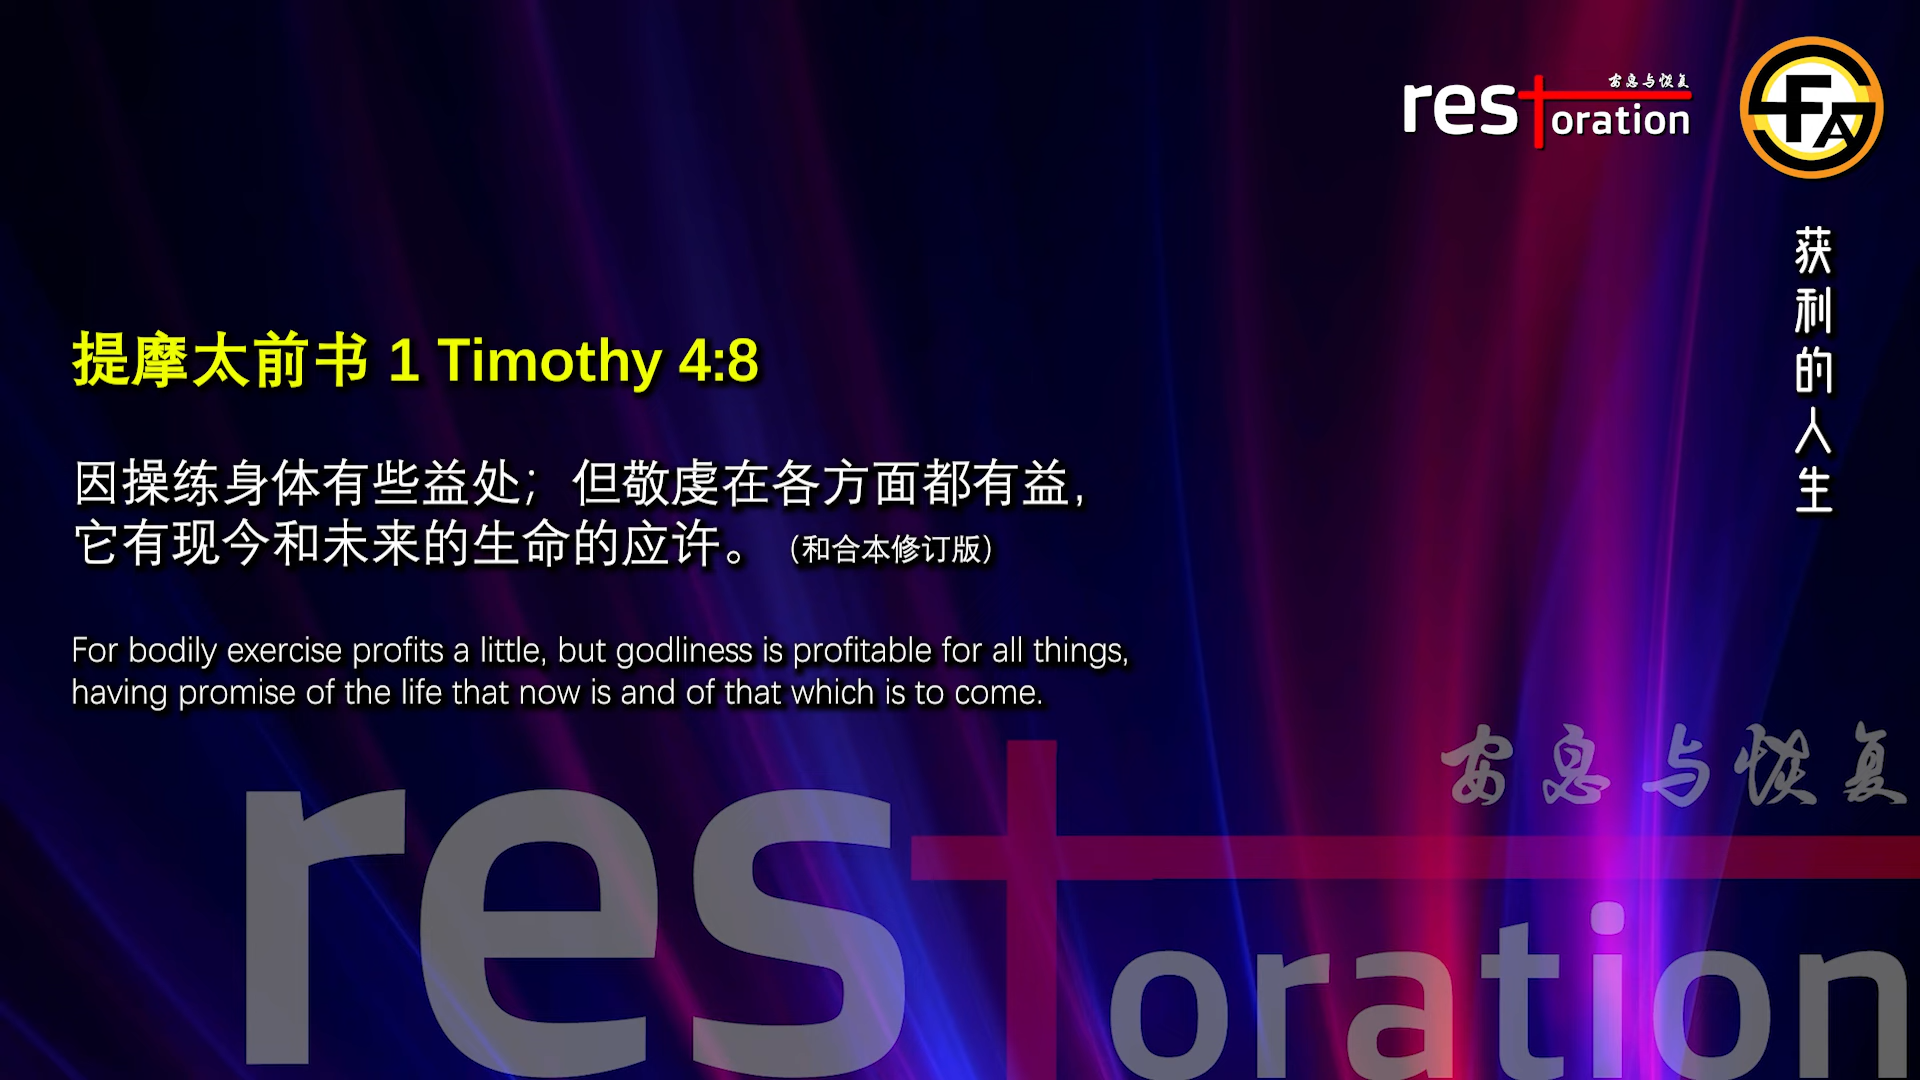 restoration
安息与恢复
SFA
获利的人生
提摩太前书 1 Timothy 4:8
因操练身体有些益处；但敬虔在各方面都有益，
它有现今和未来的生命的应许。（和合本修订版）
For bodily exercise profits a little, but godliness is profitable for all things,
having promise of the life that now is and of that which is to come.
安息与恢复
restoration